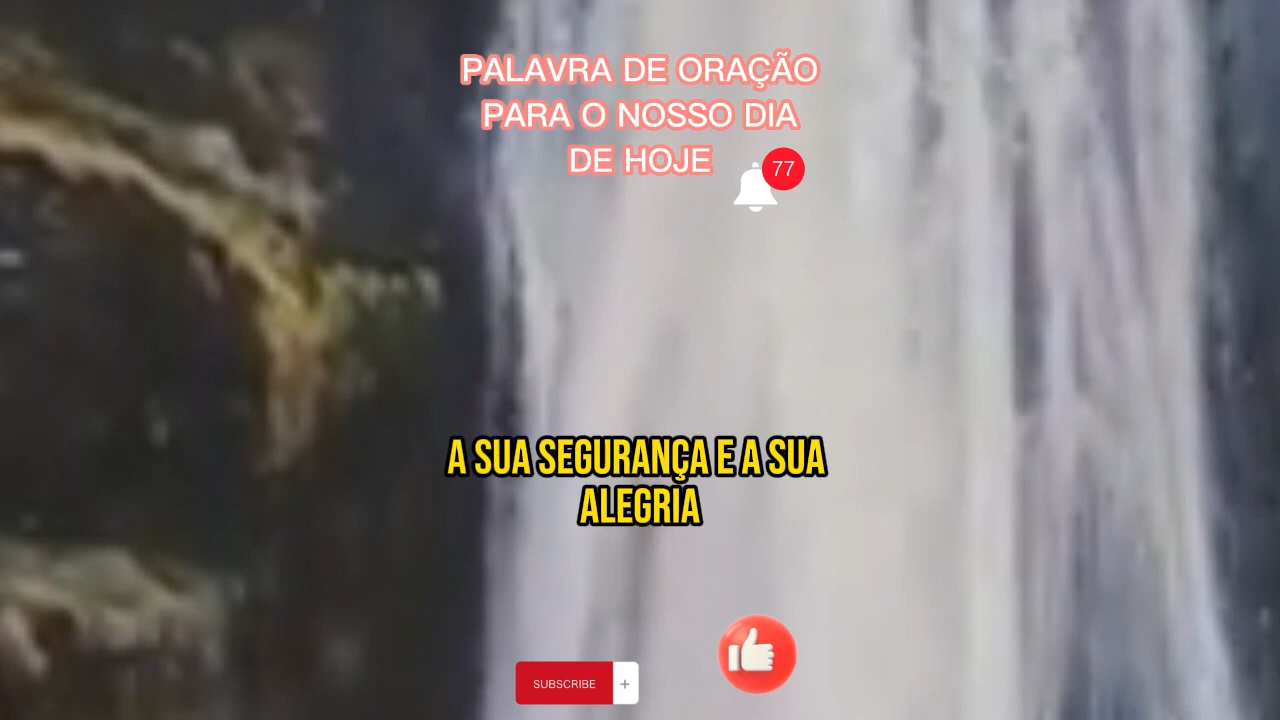 PALAVRA DE ORAÇÃO
PARA O NOSSO DIA
DE HOJE
77
A SUA SEGURANÇA E A SUA
ALEGRIA
SUBSCRIBE +